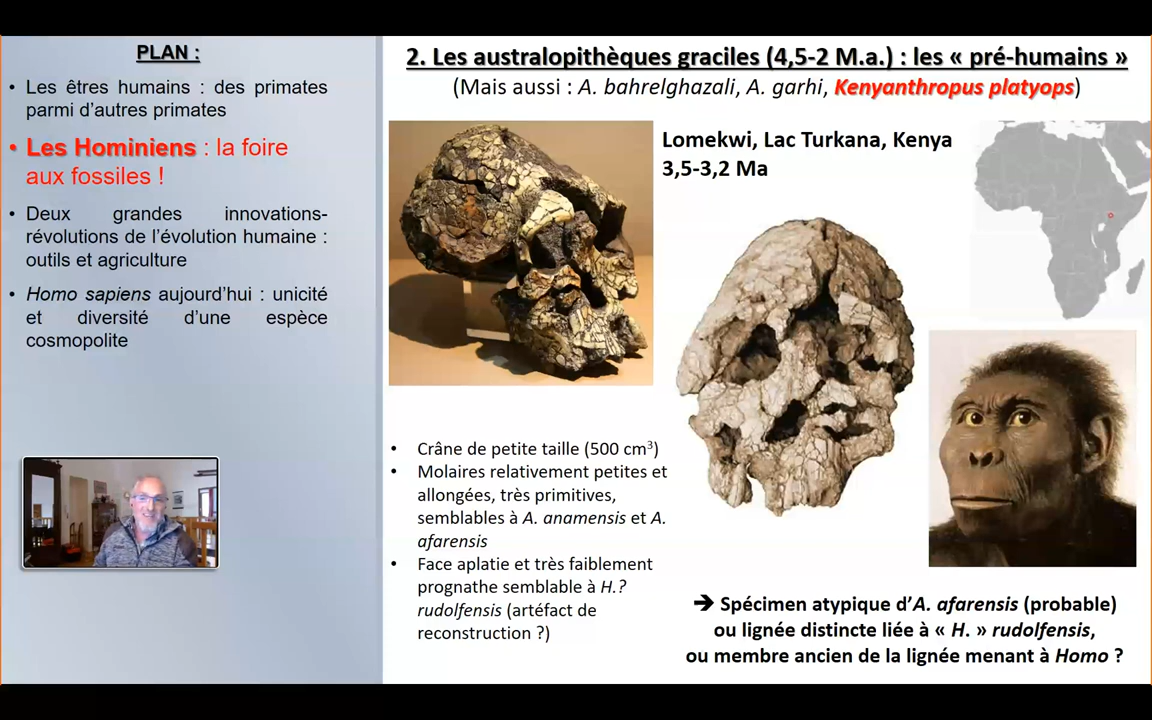 PLAN :
• Les êtres humains : des primates
parmi d'autres primates
• Les Hominiens : la foire
aux fossiles !
• Deux grandes innovations-
révolutions de l'évolution humaine :
outils et agriculture
• Homo sapiens aujourd'hui : unicité
et diversité d'une espèce
cosmopolite
2. Les australopithèques graciles (4,5-2 M.a.) : les « pré-humains »
(Mais aussi : A. bahrelghazali, A. garhi, Kenyanthropus platyops)
Lomekwi, Lac Turkana, Kenya
3,5-3,2 Ma
• Crâne de petite taille (500 cm³)
• Molaires relativement petites et
allongées, très primitives,
semblables à A. anamensis et A.
afarensis
• Face aplatie et très faiblement
prognathe semblable à H.?
rudolfensis (artéfact de
reconstruction ?)
➔ Spécimen atypique d'A. afarensis (probable)
ou lignée distincte liée à « H. » rudolfensis,
ou membre ancien de la lignée menant à Homo ?